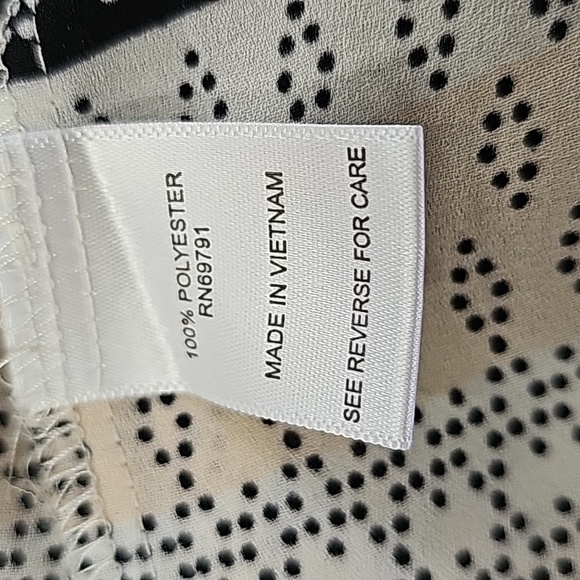 100% POLYESTER
RN69791
MADE IN VIETNAM
SEE REVERSE FOR CARE